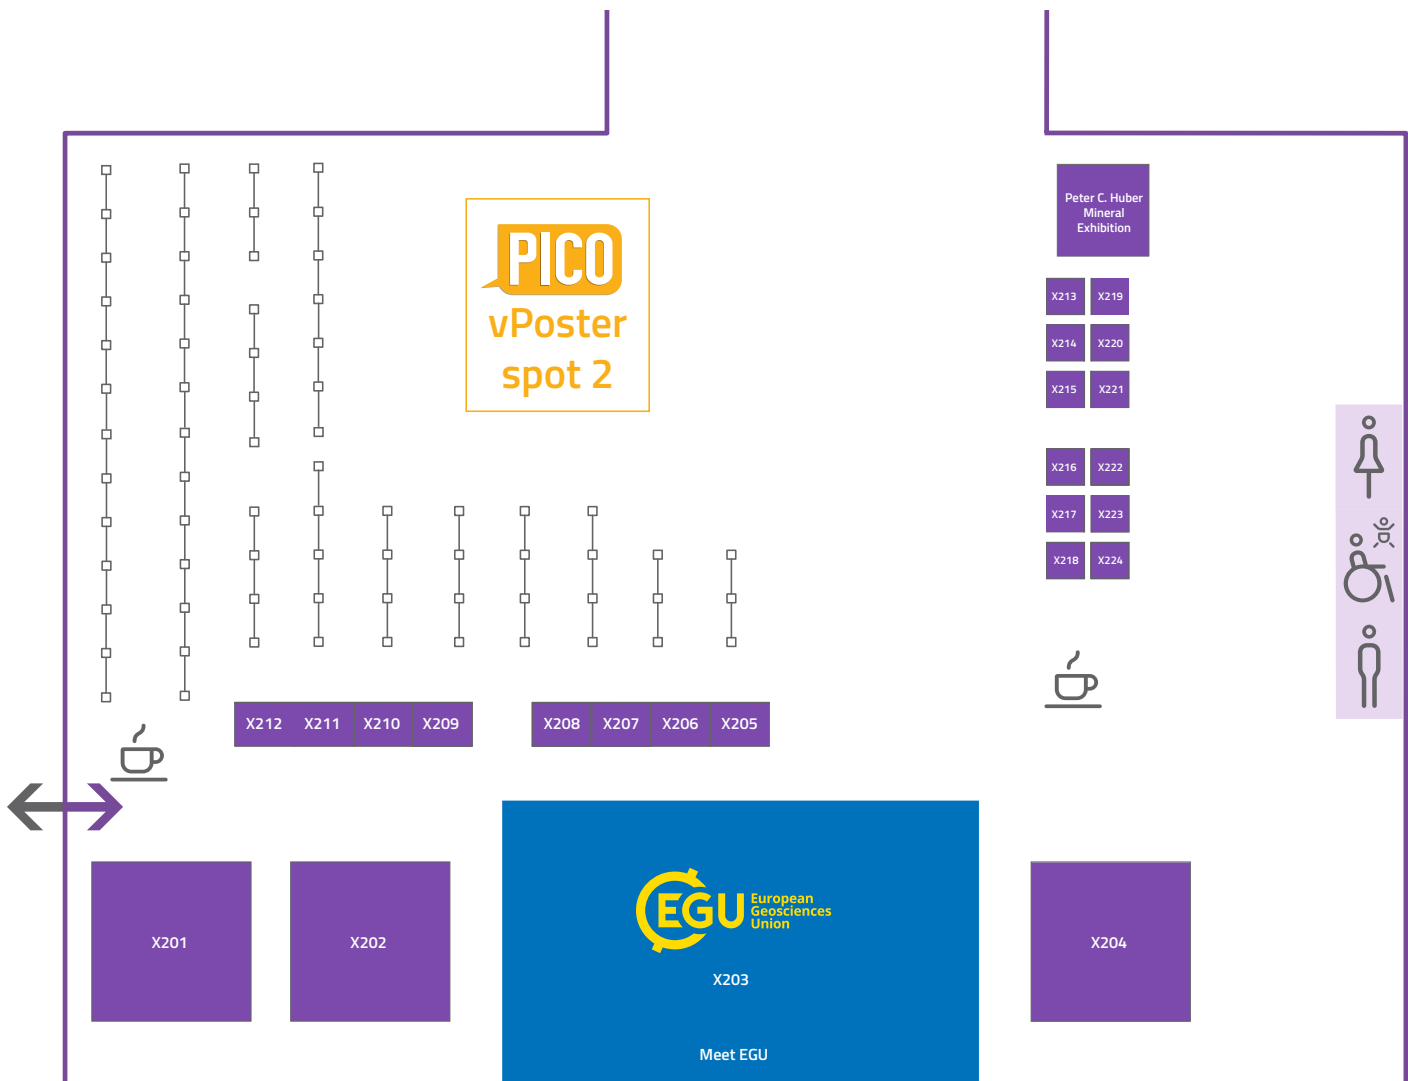 PICO
vPoster
spot 2
Peter C. Huber
Mineral
Exhibition
X213 X219
X214 X220
X215 X221
X216 X222
X217 X223
X218 X224
X212 X211 X210 X209 X208 X207 X206 X205
EGU European
Geosciences
Union
X201 X202 X203 X204
Meet EGU